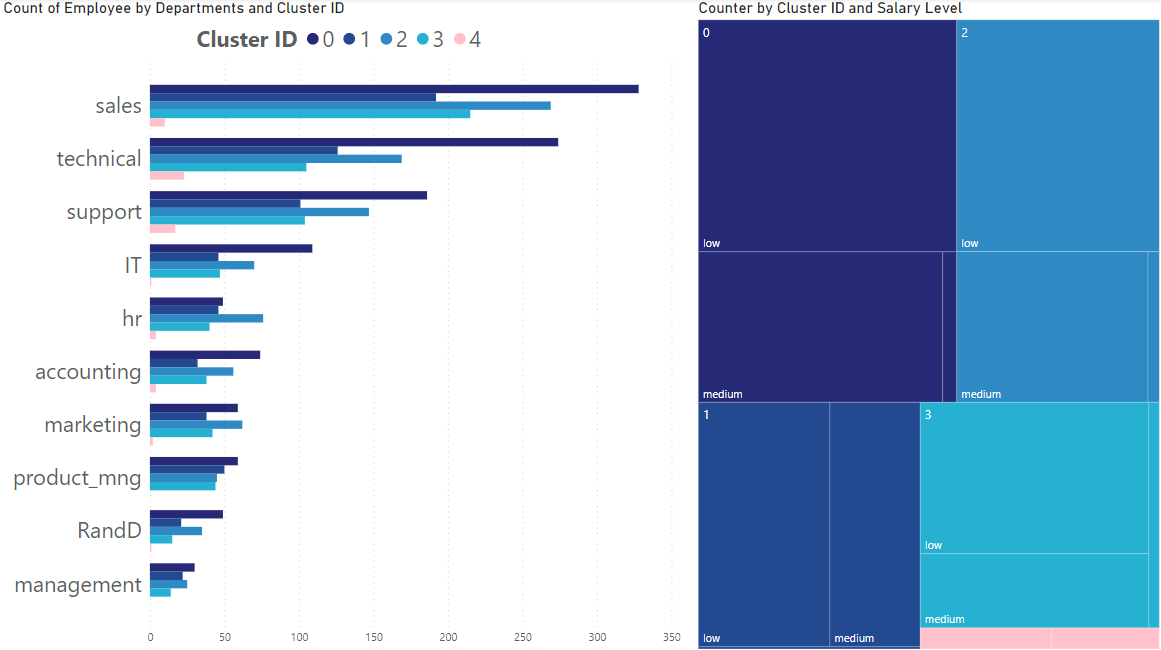 Count of Employee by Departments and Cluster ID
Cluster ID 0 1 2 3 4
sales
technical
support
IT
hr
accounting
marketing
product_mng
RandD
management
0 50 100 150 200 250 300 350
Counter by Cluster ID and Salary Level
0
low
medium
2
low
medium
1
low
medium
3
low
medium